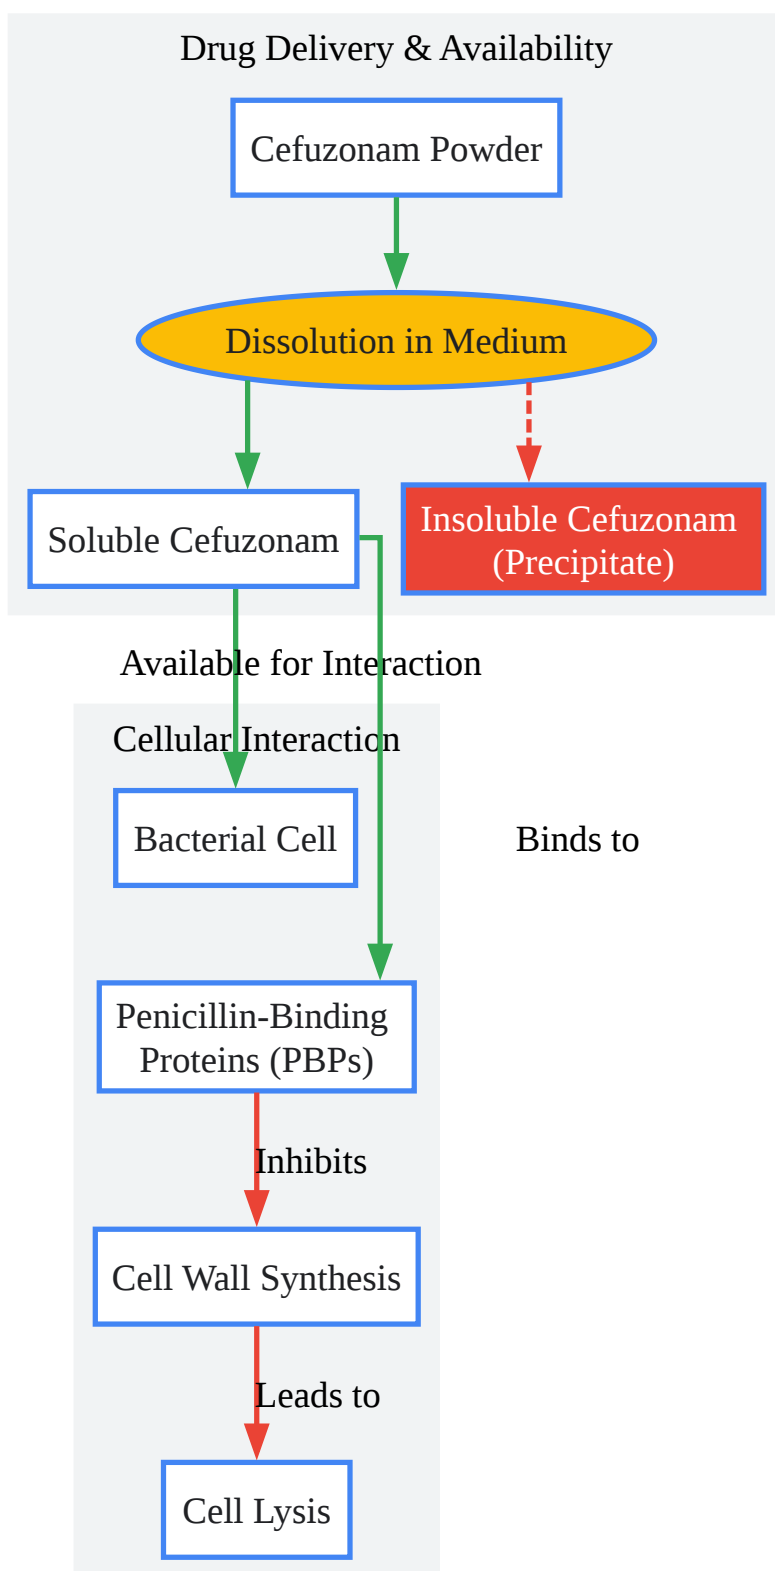 Drug Delivery & Availability
Cefuzonam Powder
Dissolution in Medium
Soluble Cefuzonam
Insoluble Cefuzonam
(Precipitate)
Available for Interaction
Cellular Interaction
Bacterial Cell
Binds to
Penicillin-Binding
Proteins (PBPs)
Inhibits
Cell Wall Synthesis
Leads to
Cell Lysis